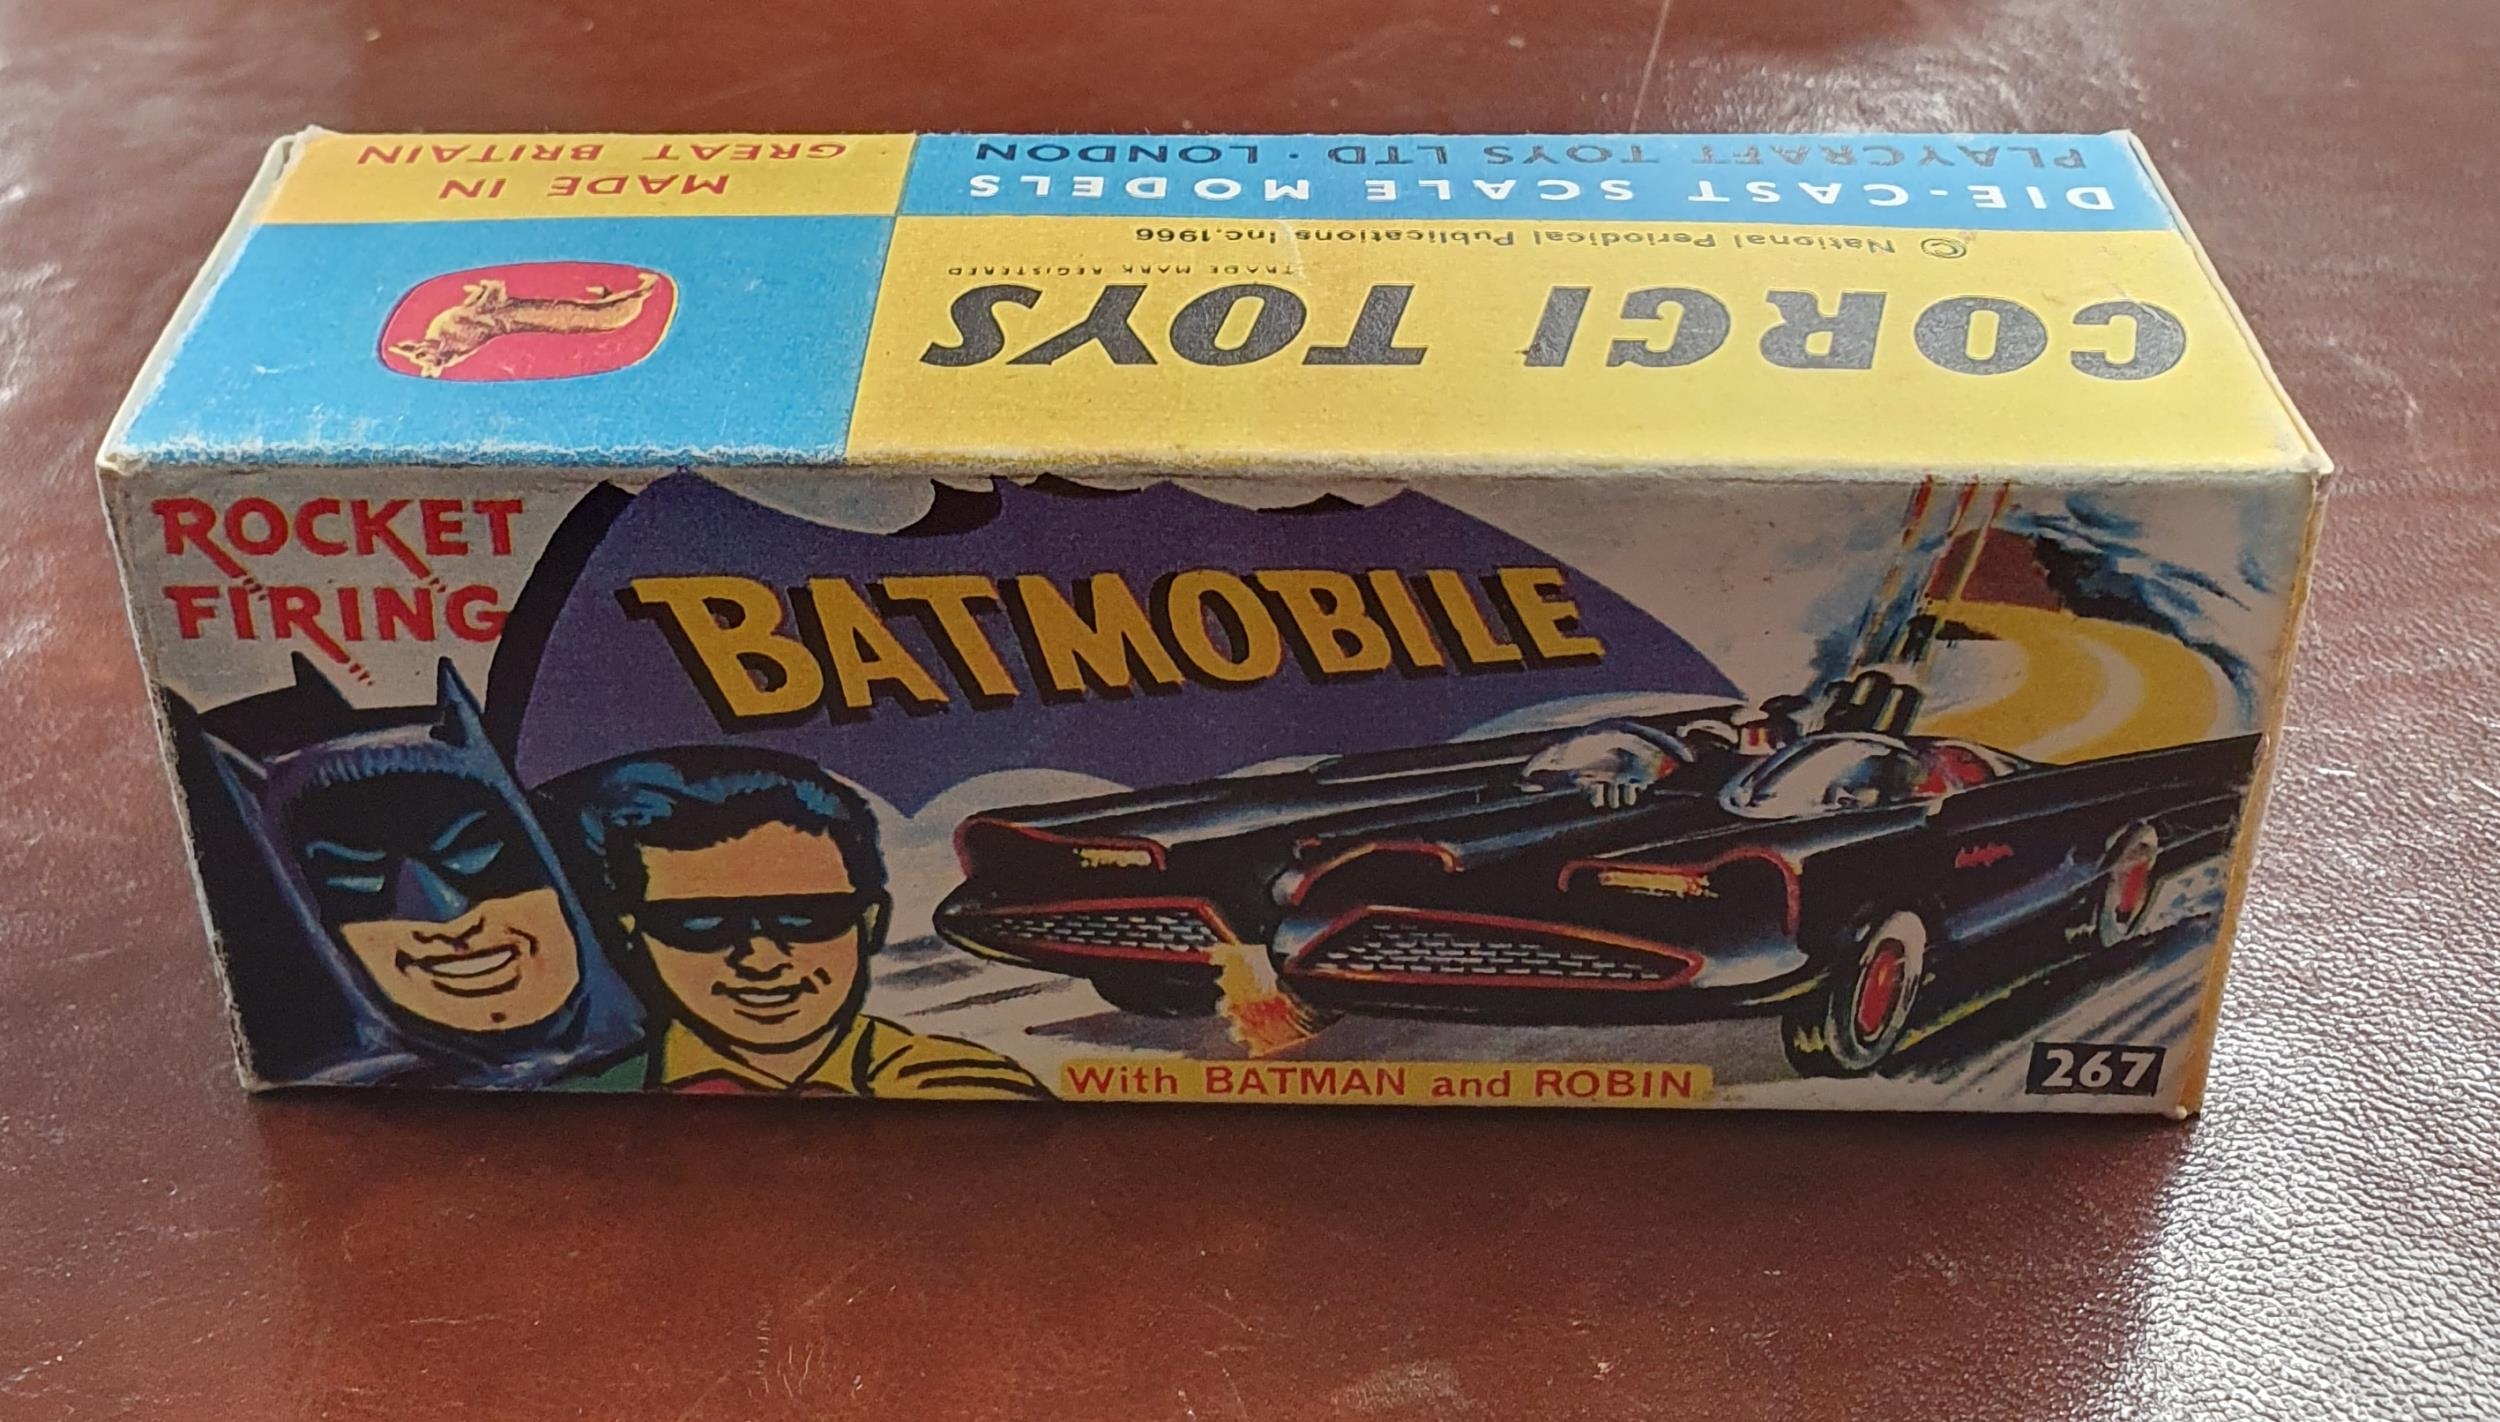 CORGI TOYS
TRADE MARK REGISTERED
© National Periodical Publications Inc. 1966
DIE-CAST SCALE MODELS
PLAYCRAFT TOYS LTD · LONDON
MADE IN
GREAT BRITAIN
ROCKET
FIRING
BATMOBILE
With BATMAN and ROBIN
267